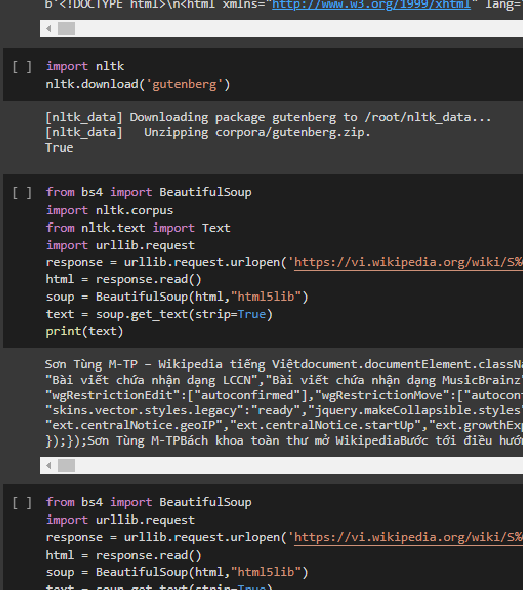 b'<!DOCTYPE html>\n<html xmlns="http://www.w3.org/1999/xhtml" lang="
[ ] import nltk
nltk.download('gutenberg')
[nltk_data] Downloading package gutenberg to /root/nltk_data...
[nltk_data]   Unzipping corpora/gutenberg.zip.
True
[ ] from bs4 import BeautifulSoup
import nltk.corpus
from nltk.text import Text
import urllib.request
response = urllib.request.urlopen('https://vi.wikipedia.org/wiki/S%
html = response.read()
soup = BeautifulSoup(html,"html5lib")
text = soup.get_text(strip=True)
print(text)
Sơn Tùng M-TP – Wikipedia tiếng Việtdocument.documentElement.classNa
"Bài viết chứa nhận dạng LCCN","Bài viết chứa nhận dạng MusicBrainz"
"wgRestrictionEdit":["autoconfirmed"],"wgRestrictionMove":["autoconf
"skins.vector.styles.legacy":"ready","jquery.makeCollapsible.styles"
"ext.centralNotice.geoIP","ext.centralNotice.startUp","ext.growthExp
});});Sơn Tùng M-TPBách khoa toàn thư mở WikipediaBước tới điều hướn
[ ] from bs4 import BeautifulSoup
import urllib.request
response = urllib.request.urlopen('https://vi.wikipedia.org/wiki/S%
html = response.read()
soup = BeautifulSoup(html,"html5lib")
text = soup.get_text(strip=True)